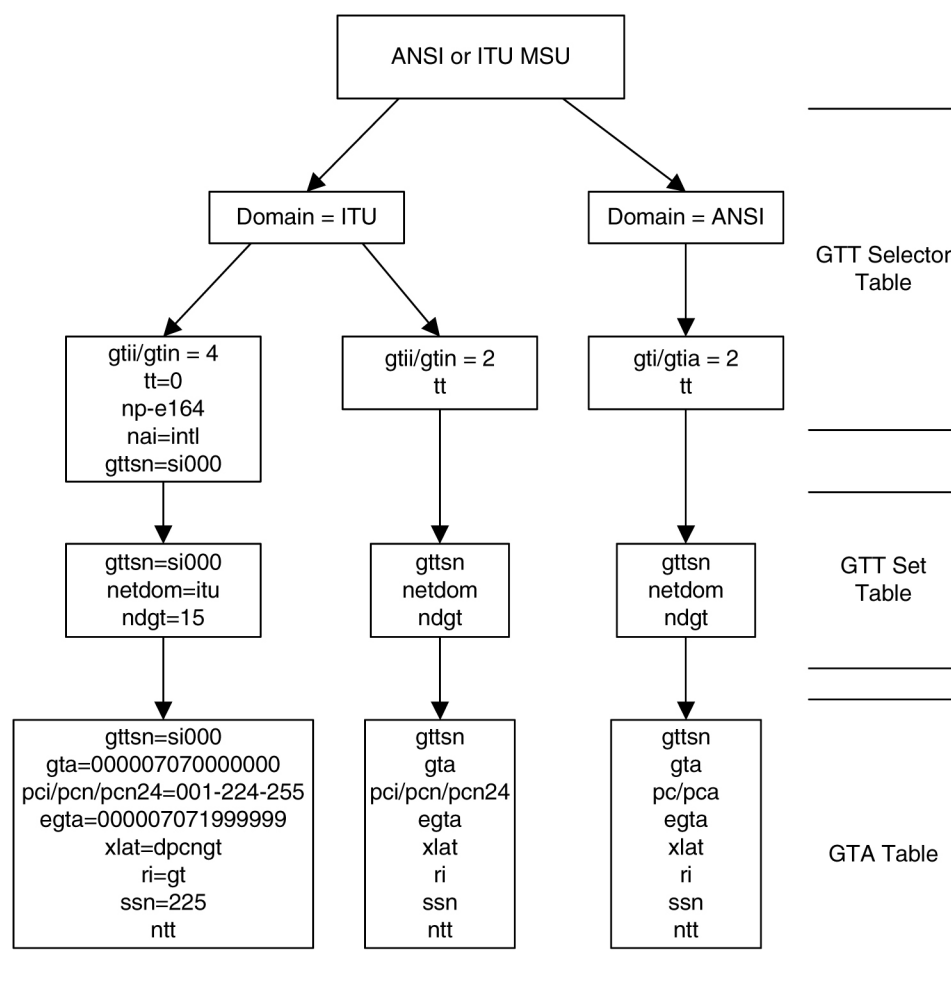 ANSI or ITU MSU
Domain = ITU
Domain = ANSI
GTT Selector
Table
gtii/gtin = 4
tt=0
np-e164
nai=intl
gttsn=si000
gtii/gtin = 2
tt
gti/gtia = 2
tt
gttsn=si000
netdom=itu
ndgt=15
gttsn
netdom
ndgt
gttsn
netdom
ndgt
GTT Set
Table
gttsn=si000
gta=000007070000000
pci/pcn/pcn24=001-224-255
egta=000007071999999
xlat=dpcngt
ri=gt
ssn=225
ntt
gttsn
gta
pci/pcn/pcn24
egta
xlat
ri
ssn
ntt
gttsn
gta
pc/pca
egta
xlat
ri
ssn
ntt
GTA Table